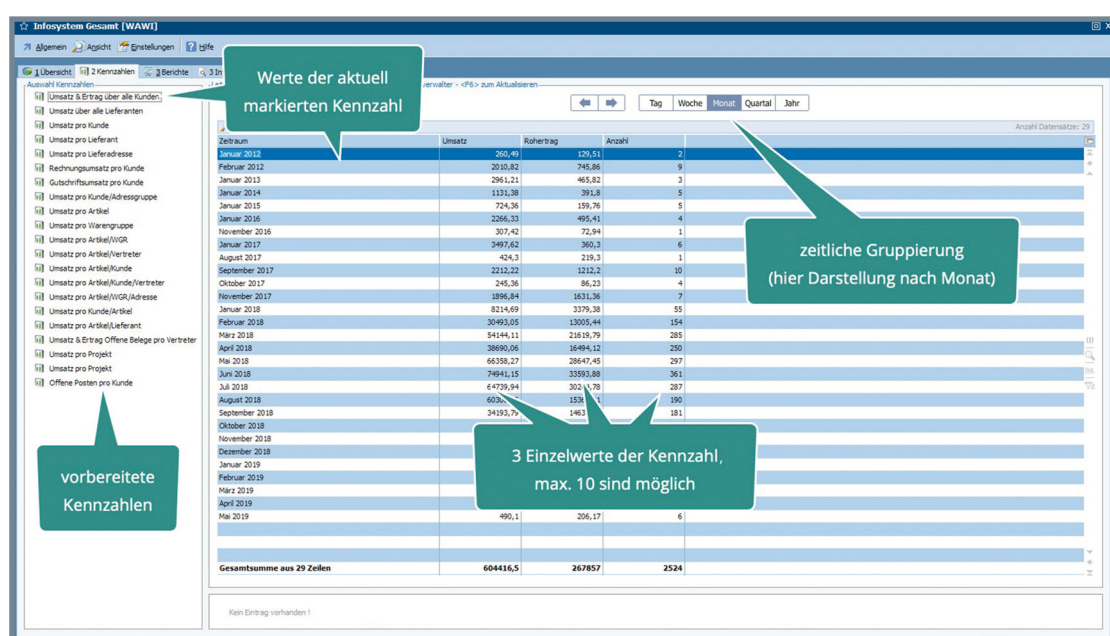 Infosystem Gesamt [WAWI]
Allgemein Ansicht Einstellungen Hilfe
1 Übersicht 2 Kennzahlen 3 Berichte 3 In
Auswahl Kennzahlen
Umsatz & Ertrag über alle Kunden
Umsatz über alle Lieferanten
Umsatz pro Kunde
Umsatz pro Lieferant
Umsatz pro Lieferadresse
Rechnungsumsatz pro Kunde
Gutschriftsumsatz pro Kunde
Umsatz pro Kunde/Adressgruppe
Umsatz pro Artikel
Umsatz pro Warengruppe
Umsatz pro Artikel/WGR
Umsatz pro Artikel/Vertreter
Umsatz pro Artikel/Kunde
Umsatz pro Artikel/Kunde/Vertreter
Umsatz pro Artikel/WGR/Adresse
Umsatz pro Kunde/Artikel
Umsatz pro Artikel/Lieferant
Umsatz & Ertrag Offene Belege pro Vertreter
Umsatz pro Projekt
Umsatz pro Projekt
Offene Posten pro Kunde
vorbereitete
Kennzahlen
Werte der aktuell
markierten Kennzahl
erwalter - <F6> zum Aktualisieren
Tag Woche Monat Quartal Jahr
Anzahl Datensätze: 29
Zeitraum Umsatz Rohertrag Anzahl
Januar 2012 260,49 129,51 2
Februar 2012 2010,82 745,86 9
Januar 2013 2961,21 465,82 3
Januar 2014 1131,38 391,8 5
Januar 2015 724,36 159,76 5
Januar 2016 2266,33 495,41 4
November 2016 307,42 72,94 1
Januar 2017 3497,62 360,3 6
August 2017 424,3 219,3 1
September 2017 2212,22 1212,2 10
Oktober 2017 245,36 86,23 4
November 2017 1896,84 1631,36 7
Januar 2018 8214,69 3379,38 55
Februar 2018 30493,05 13005,44 154
März 2018 54144,11 21619,79 285
April 2018 38690,06 16494,12 250
Mai 2018 66358,27 28647,45 297
Juni 2018 74941,15 33593,88 361
Juli 2018 64739,94 287
August 2018 190
September 2018 34193,79 1463 181
Oktober 2018
November 2018
Dezember 2018
Januar 2019
Februar 2019
März 2019
April 2019
Mai 2019 490,1 206,17 6
Gesamtsumme aus 29 Zeilen 604416,5 267857 2524
zeitliche Gruppierung
(hier Darstellung nach Monat)
3 Einzelwerte der Kennzahl,
max. 10 sind möglich
Kein Eintrag vorhanden !